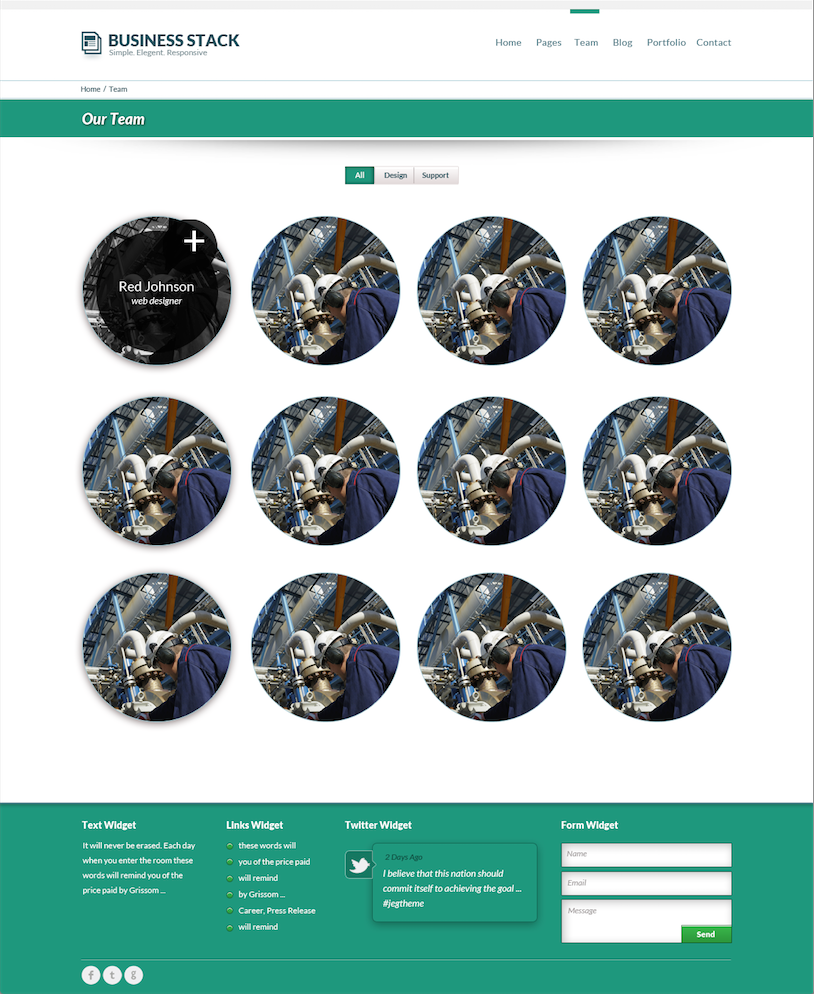 BUSINESS STACK
Simple. Elegent. Responsive
Home Pages Team Blog Portfolio Contact
Home / Team
Our Team
All Design Support
Red Johnson
web designer
Text Widget
It will never be erased. Each day
when you enter the room these
words will remind you of the
price paid by Grissom ...
Links Widget
these words will
you of the price paid
will remind
by Grissom ...
Career, Press Release
will remind
Twitter Widget
2 Days Ago
I believe that this nation should
commit itself to achieving the goal ...
#jegtheme
Form Widget
Name
Email
Message
Send
f t g